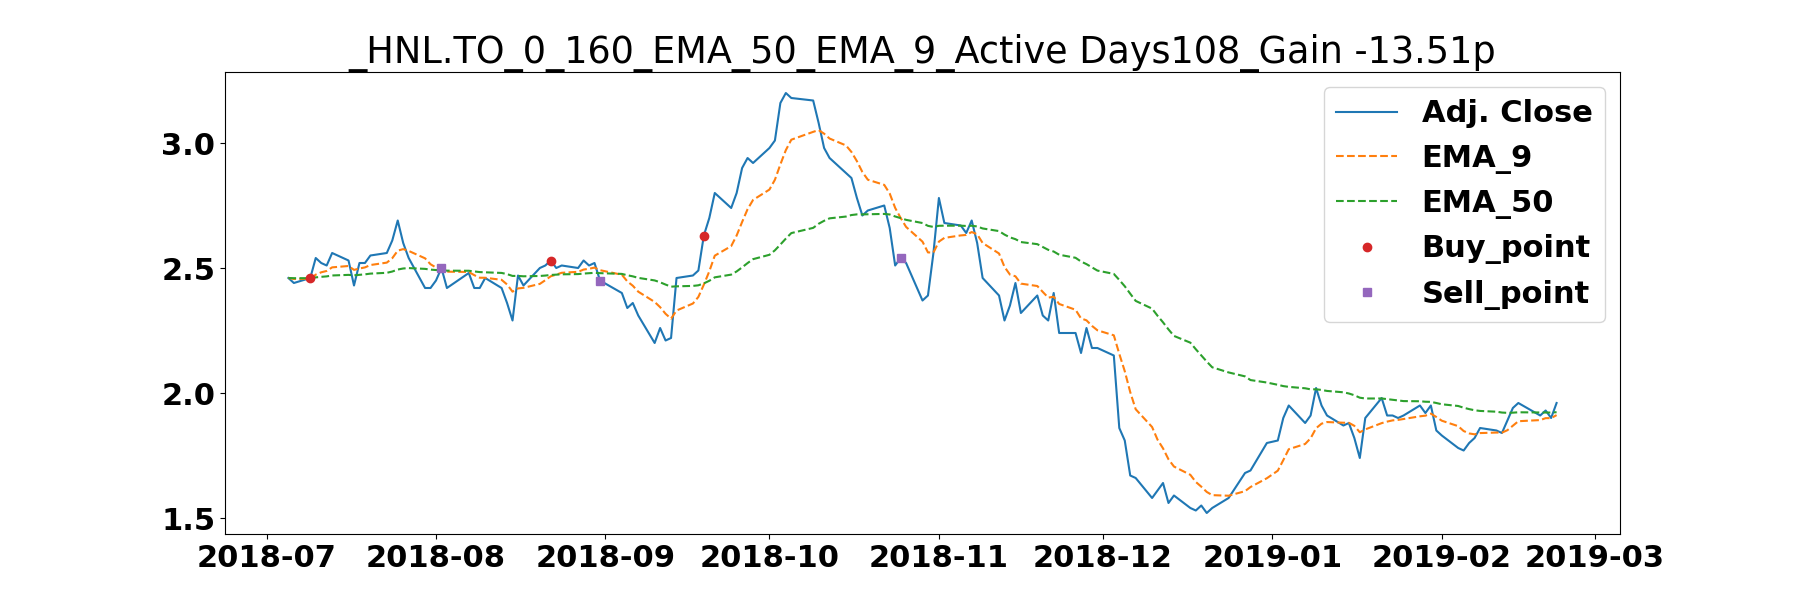 _HNL.TO_0_160_EMA_50_EMA_9_Active Days108_Gain -13.51p
Adj. Close
EMA_9
EMA_50
Buy_point
Sell_point
3.0
2.5
2.0
1.5
2018-07 2018-08 2018-09 2018-10 2018-11 2018-12 2019-01 2019-02 2019-03